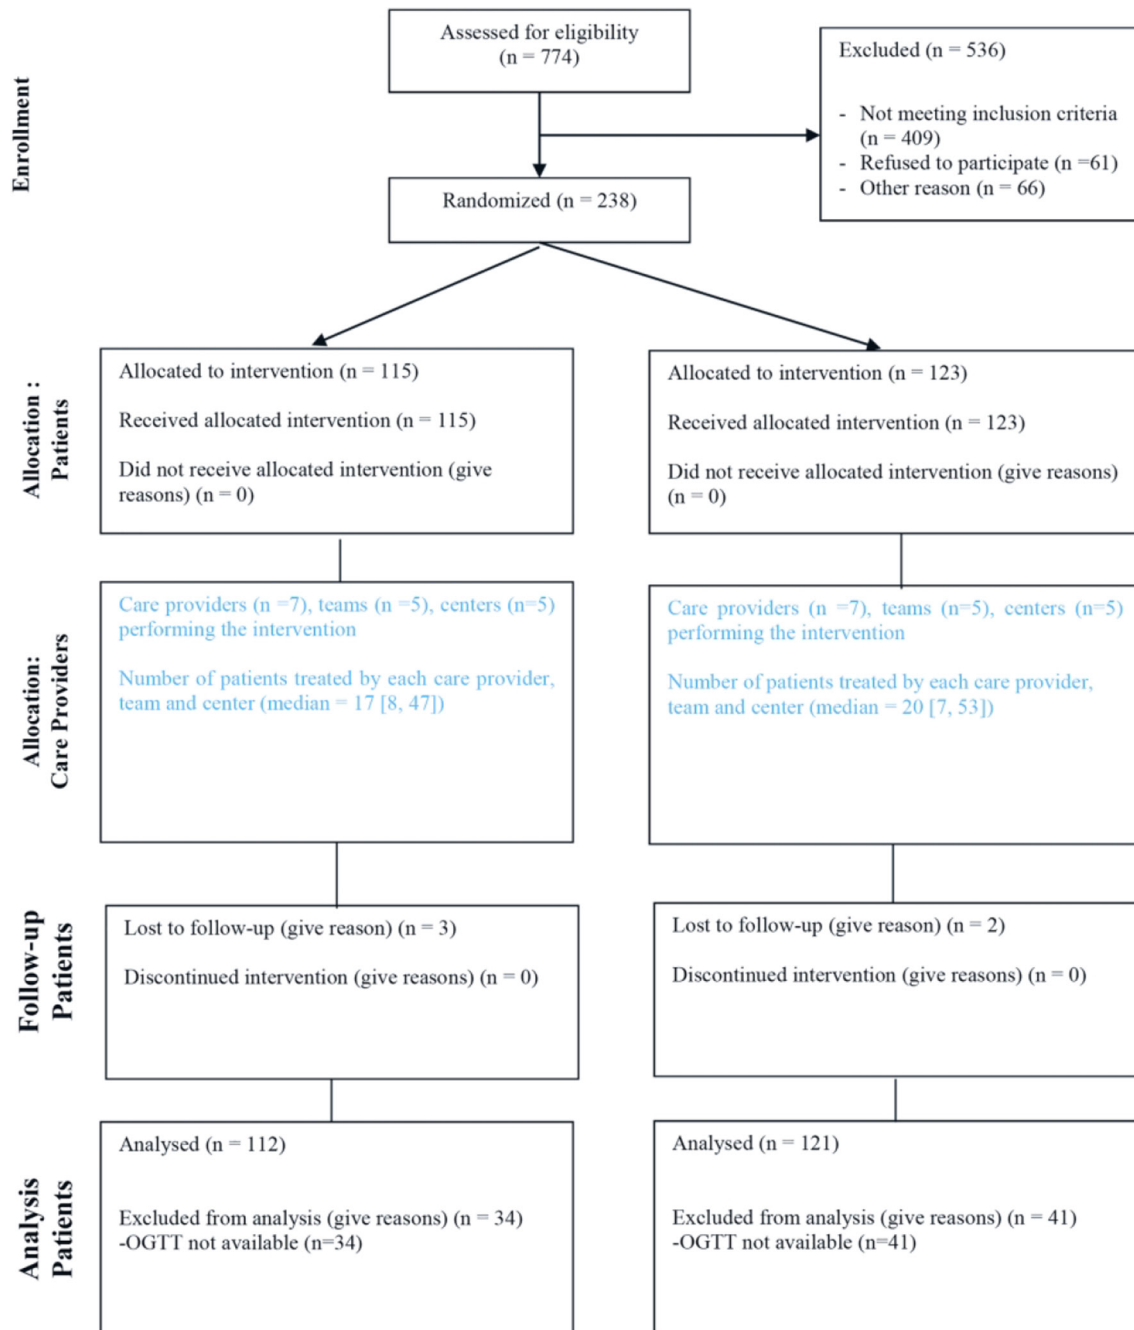 Enrollment
Assessed for eligibility
(n = 774)
Excluded (n = 536)
- Not meeting inclusion criteria
(n = 409)
- Refused to participate (n =61)
- Other reason (n = 66)
Randomized (n = 238)
Allocation :
Patients
Allocated to intervention (n = 115)
Received allocated intervention (n = 115)
Did not receive allocated intervention (give
reasons) (n = 0)
Allocated to intervention (n = 123)
Received allocated intervention (n = 123)
Did not receive allocated intervention (give reasons)
(n = 0)
Allocation:
Care Providers
Care providers (n =7), teams (n =5), centers (n=5)
performing the intervention
Number of patients treated by each care provider,
team and center (median = 17 [8, 47])
Care providers (n =7), teams (n=5), centers (n=5)
performing the intervention
Number of patients treated by each care provider,
team and center (median = 20 [7, 53])
Follow-up
Patients
Lost to follow-up (give reason) (n = 3)
Discontinued intervention (give reasons) (n = 0)
Lost to follow-up (give reason) (n = 2)
Discontinued intervention (give reasons) (n = 0)
Analysis
Patients
Analysed (n = 112)
Excluded from analysis (give reasons) (n = 34)
-OGTT not available (n=34)
Analysed (n = 121)
Excluded from analysis (give reasons) (n = 41)
-OGTT not available (n=41)